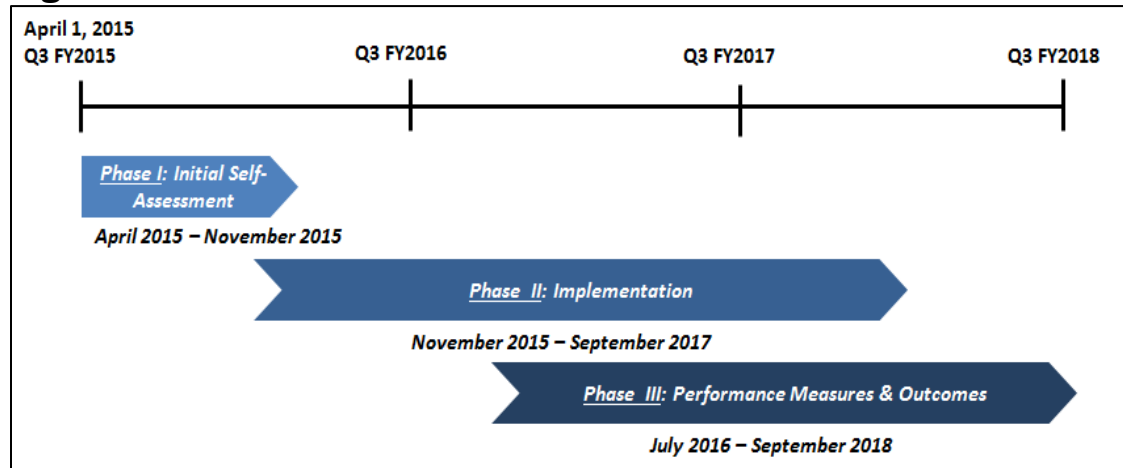 April 1, 2015
Q3 FY2015
Q3 FY2016
Q3 FY2017
Q3 FY2018
Phase I: Initial Self-
Assessment
April 2015 – November 2015
Phase II: Implementation
November 2015 – September 2017
Phase III: Performance Measures & Outcomes
July 2016 – September 2018